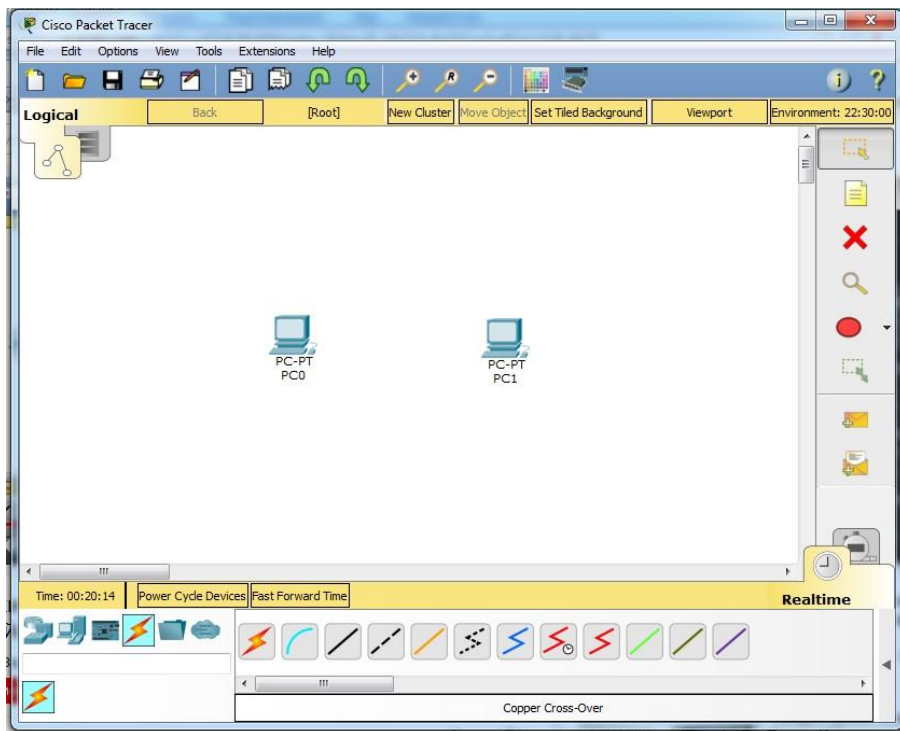 Cisco Packet Tracer
File Edit Options View Tools Extensions Help
Logical Back [Root] New Cluster Move Object Set Tiled Background Viewport Environment: 22:30:00
PC-PT
PC0
PC-PT
PC1
Time: 00:20:14 Power Cycle Devices Fast Forward Time Realtime
Copper Cross-Over